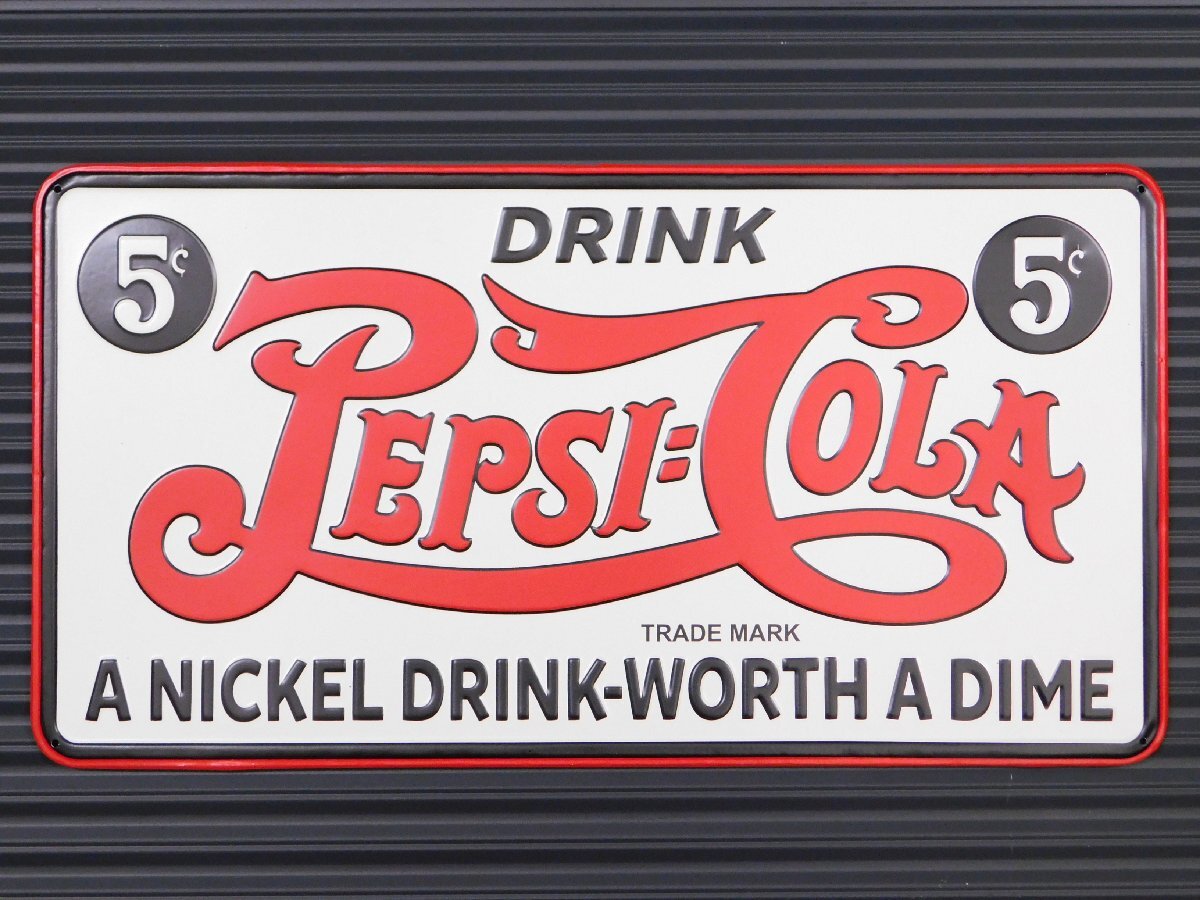 DRINK
5¢ 5¢
PEPSI=COLA
TRADE MARK
A NICKEL DRINK-WORTH A DIME